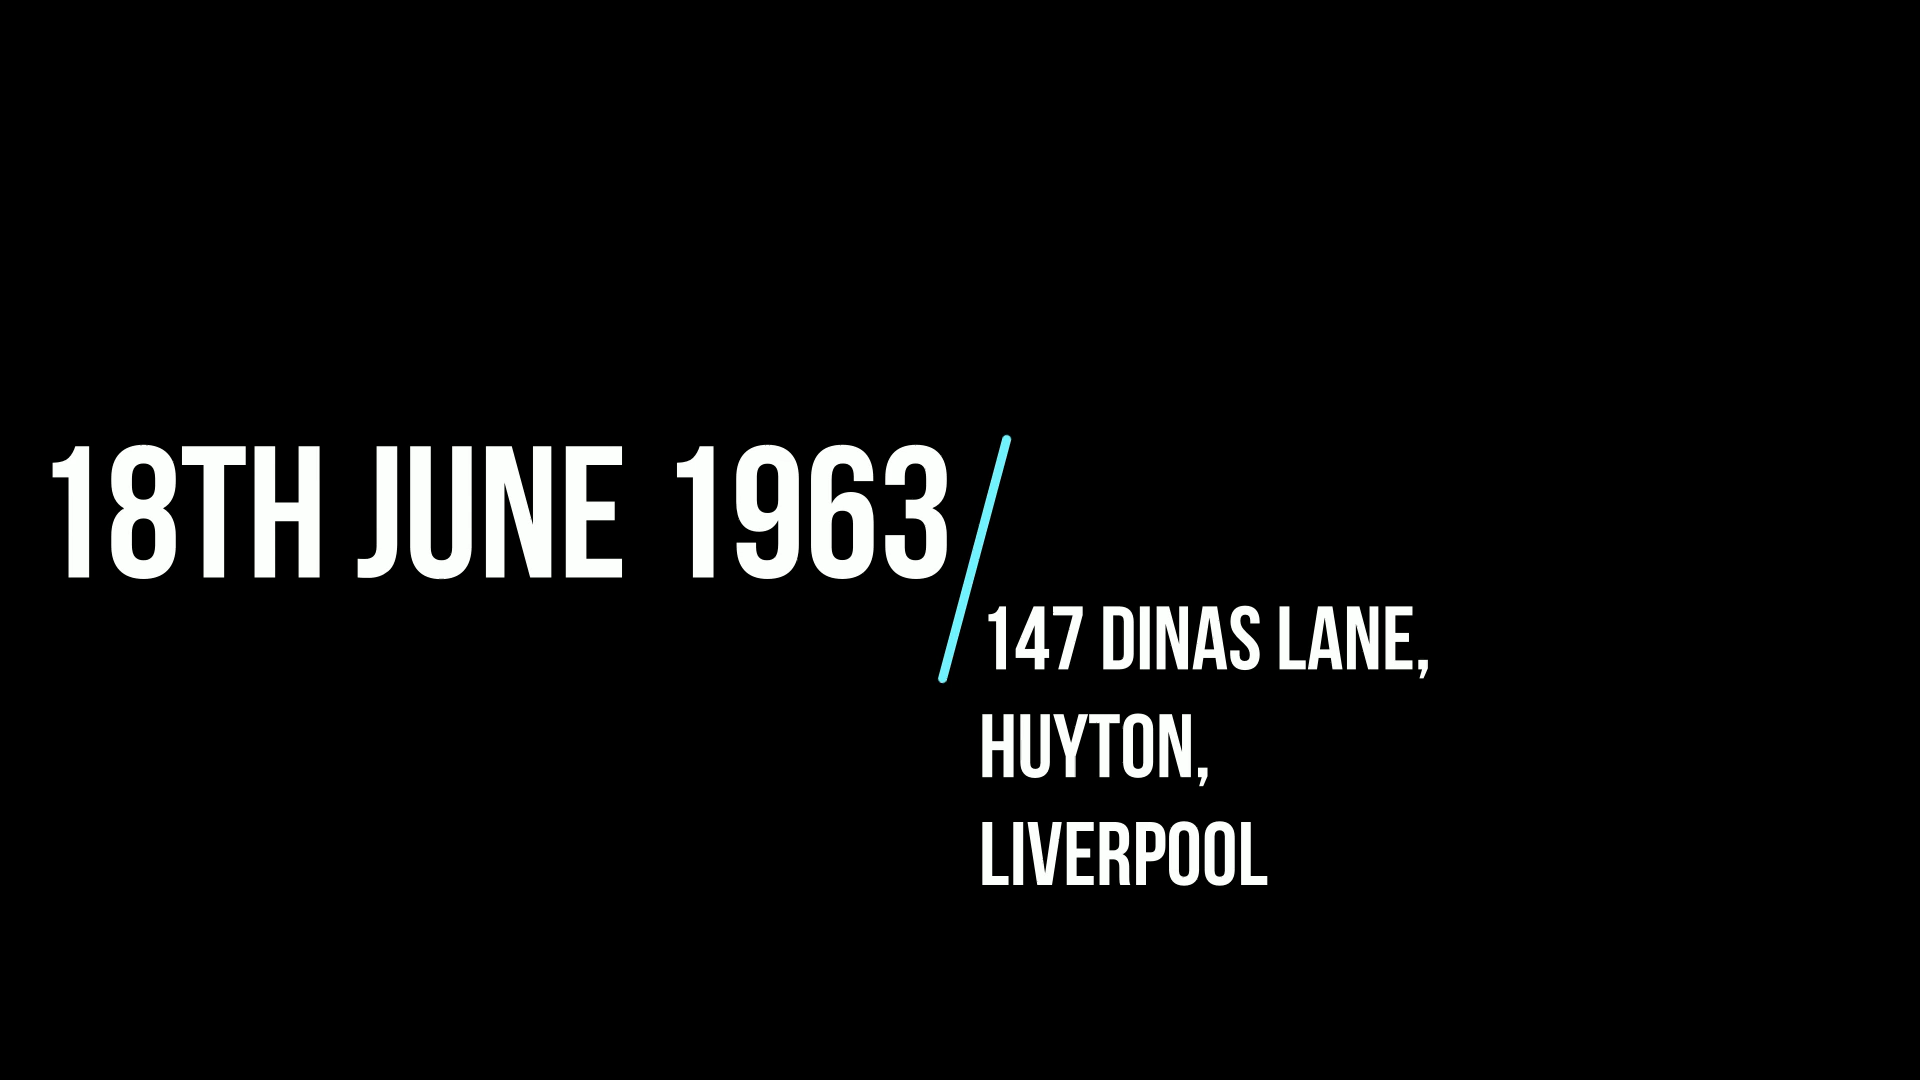 18TH JUNE 1963
147 DINAS LANE,
HUYTON,
LIVERPOOL